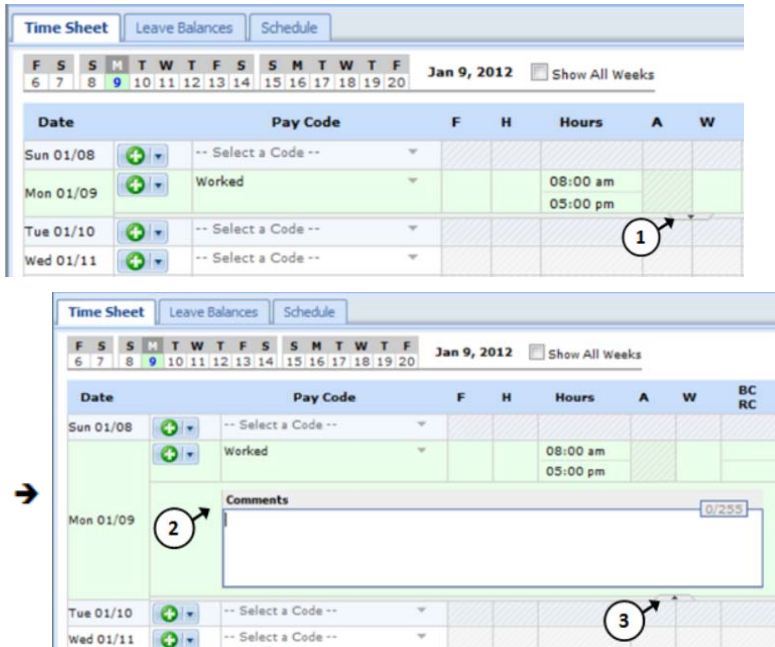 Time Sheet Leave Balances Schedule
F S S M T W T F S S M T W T F
6 7 8 9 10 11 12 13 14 15 16 17 18 19 20 Jan 9, 2012 Show All Weeks
Date Pay Code F H Hours A W
Sun 01/08 -- Select a Code --
Mon 01/09 Worked 08:00 am
05:00 pm
1
Tue 01/10 -- Select a Code --
Wed 01/11 -- Select a Code --
Time Sheet Leave Balances Schedule
F S S M T W T F S S M T W T F
6 7 8 9 10 11 12 13 14 15 16 17 18 19 20 Jan 9, 2012 Show All Weeks
Date Pay Code F H Hours A W BC
RC
Sun 01/08 -- Select a Code --
Worked 08:00 am
05:00 pm
Comments
0/255
Mon 01/09 2
Tue 01/10 -- Select a Code --
3
Wed 01/11 -- Select a Code --